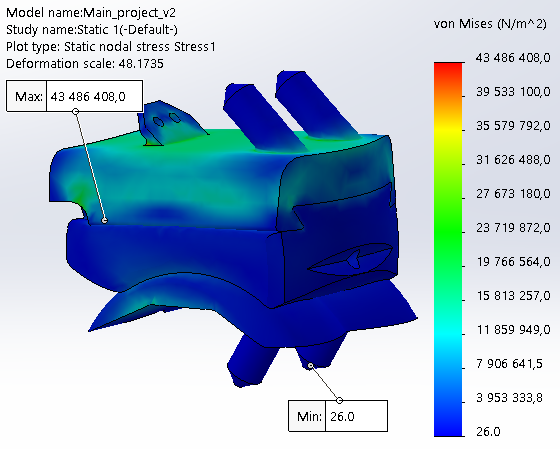 Model name:Main_project_v2
Study name:Static 1(-Default-)
Plot type: Static nodal stress Stress1
Deformation scale: 48.1735
von Mises (N/m^2)
Max: 43 486 408,0
43 486 408,0
39 533 100,0
35 579 792,0
31 626 488,0
27 673 180,0
23 719 872,0
19 766 564,0
15 813 257,0
11 859 949,0
7 906 641,5
3 953 333,8
26.0
Min: 26.0